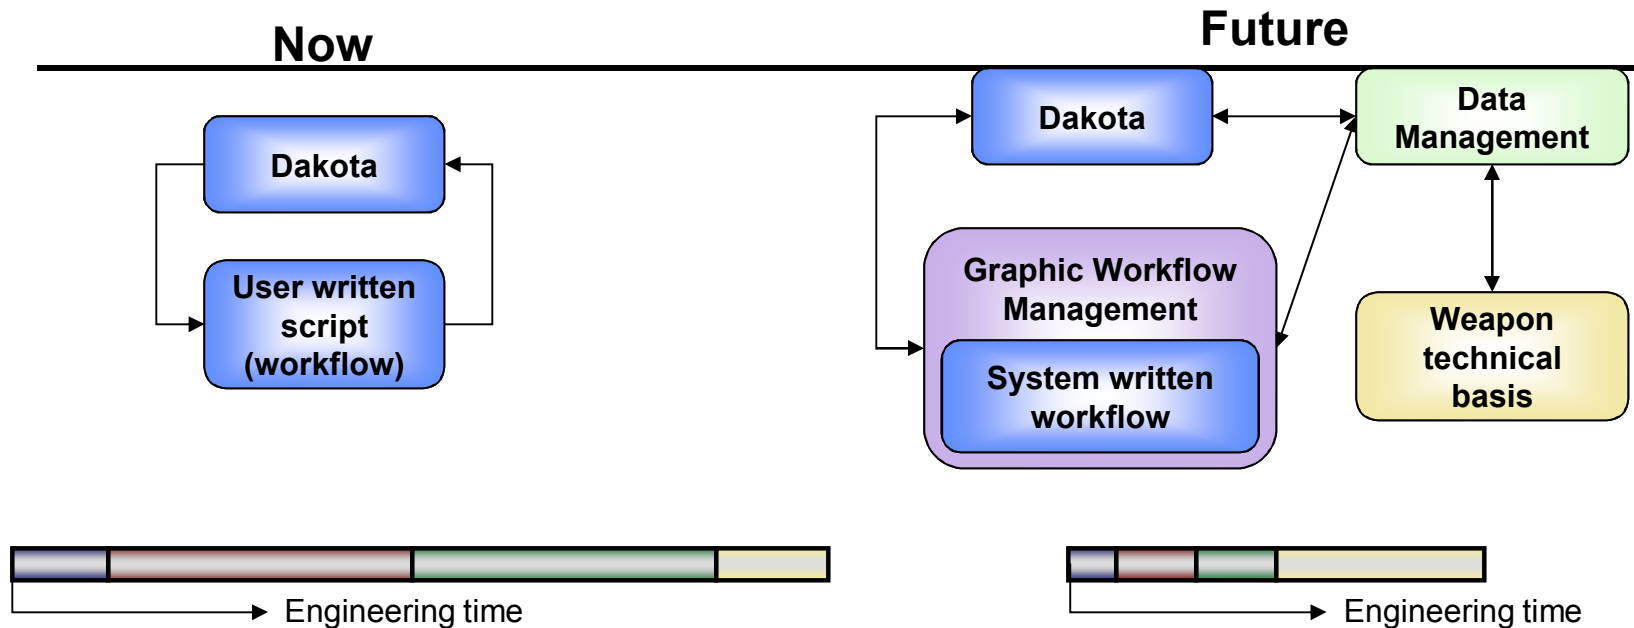 Now
Future
Dakota
User written
script
(workflow)
Dakota
Data
Management
Graphic Workflow
Management
System written
workflow
Weapon
technical
basis
Engineering time
Engineering time